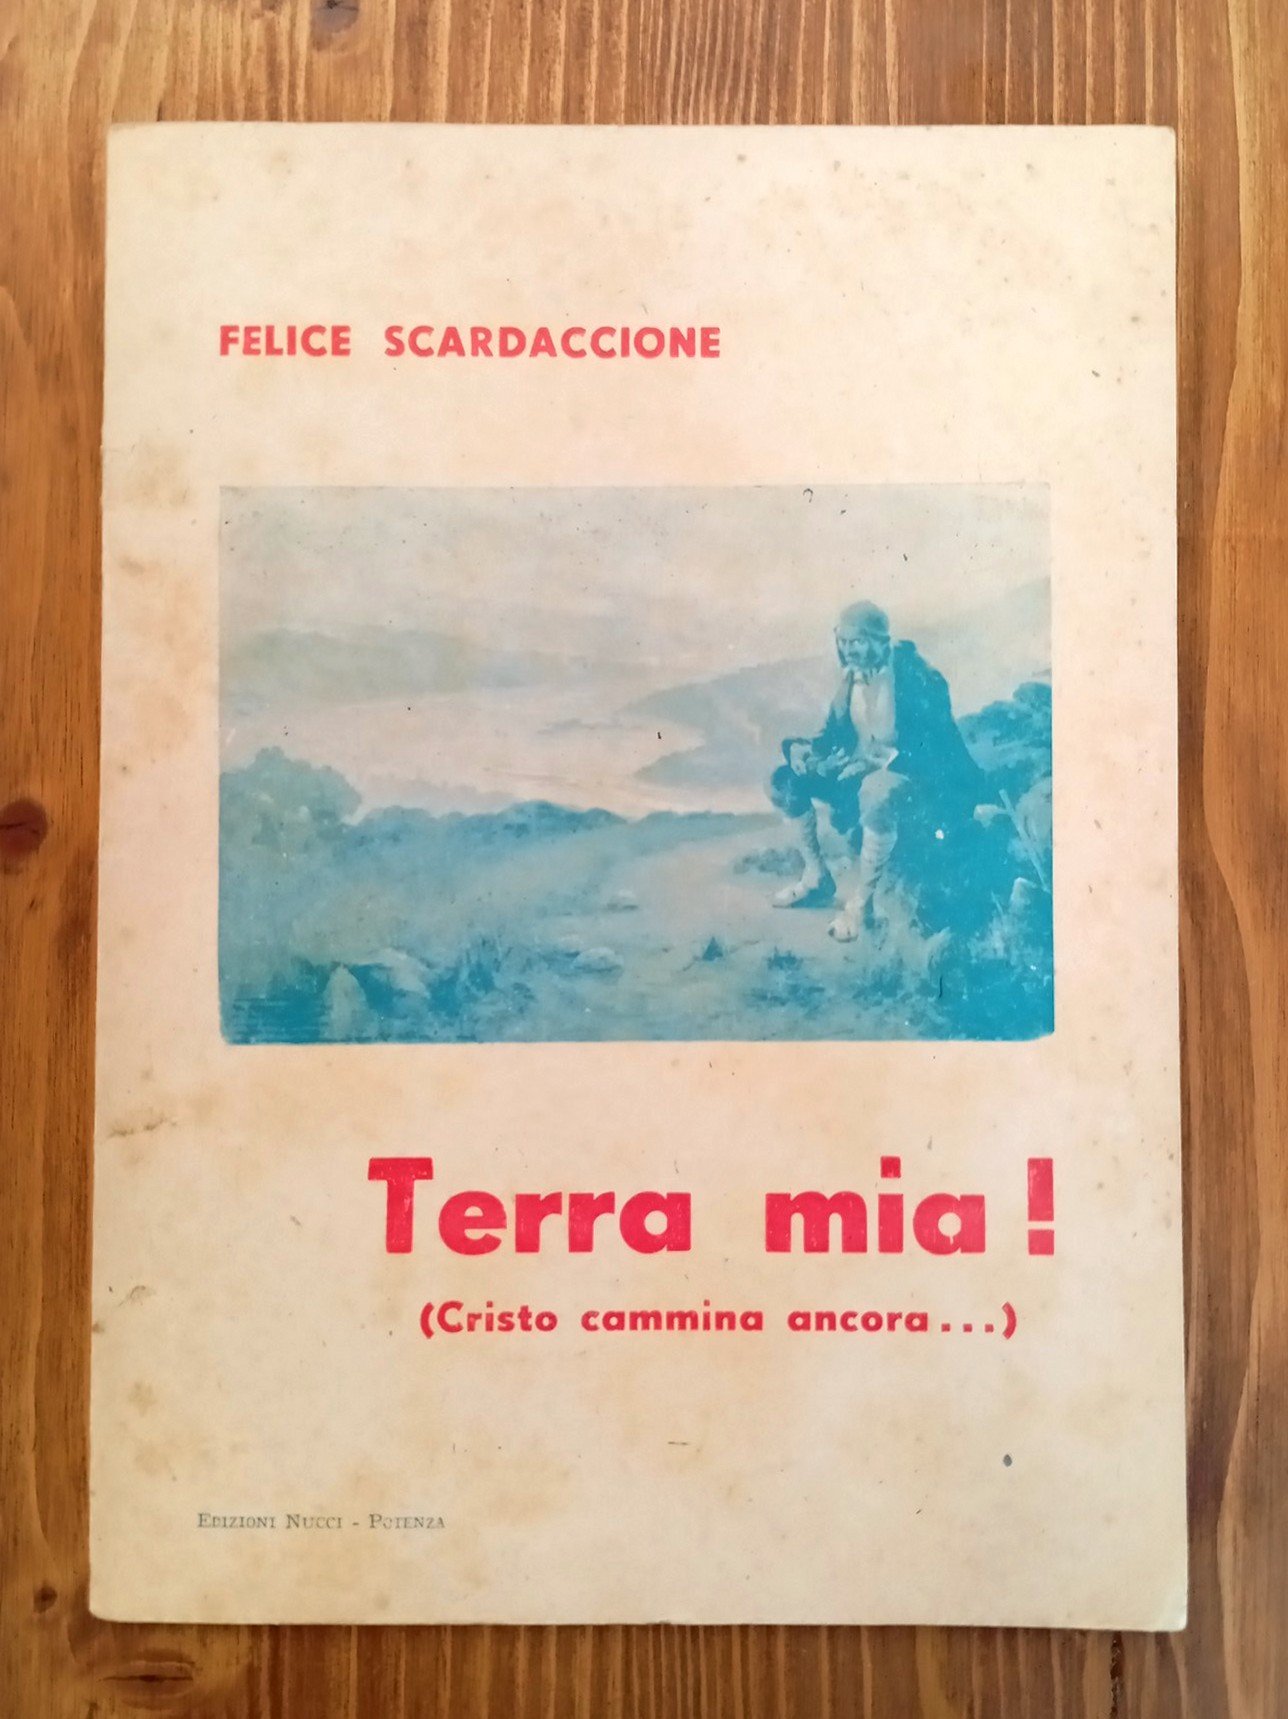 FELICE SCARDACCIONE
Terra mia!
(Cristo cammina ancora...)
EDIZIONI NUCCI - POTENZA